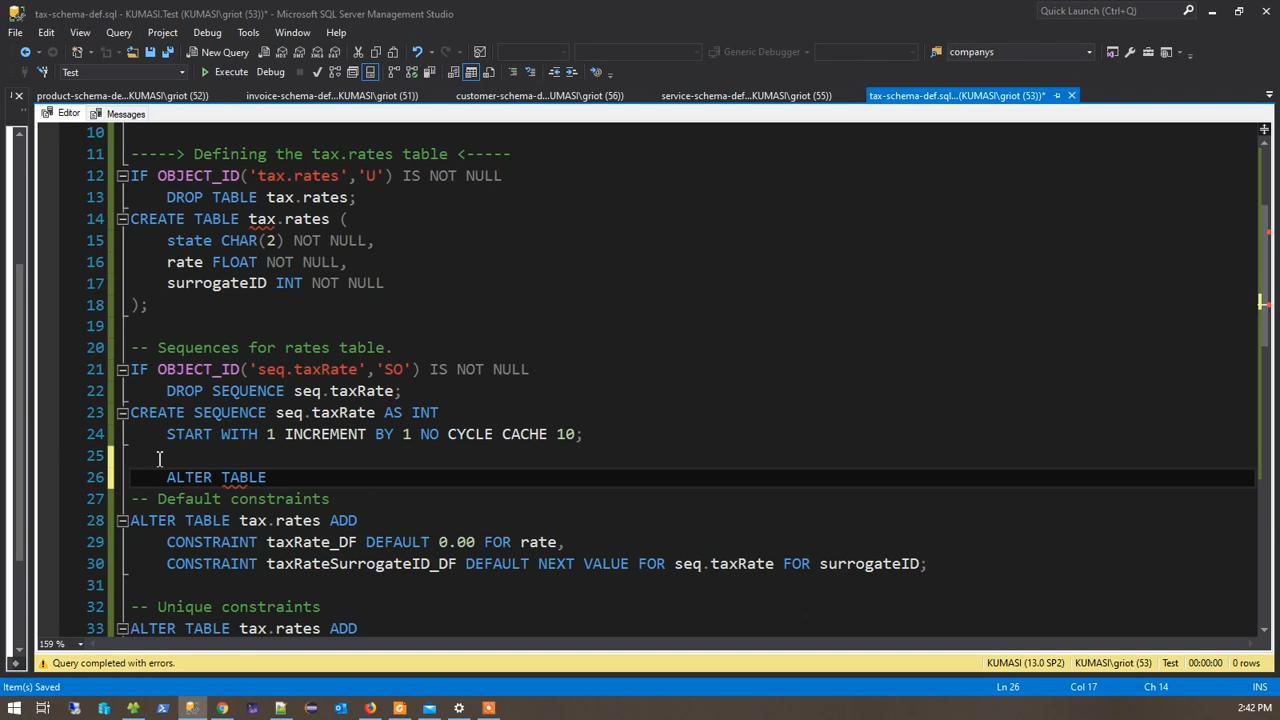 tax-schema-def.sql - KUMASI.Test (KUMASI\griot (53))* - Microsoft SQL Server Management Studio
Quick Launch (Ctrl+Q)
File Edit View Query Project Debug Tools Window Help
New Query
Generic Debugger
companys
Test
Execute Debug
product-schema-de...KUMASI\griot (52))
invoice-schema-def...KUMASI\griot (51))
customer-schema-d...UMASI\griot (56))
service-schema-def...KUMASI\griot (55))
tax-schema-def.sql...(KUMASI\griot (53))*
Editor
Messages
10
11 -----> Defining the tax.rates table <-----
12 IF OBJECT_ID('tax.rates','U') IS NOT NULL
13 DROP TABLE tax.rates;
14 CREATE TABLE tax.rates (
15 state CHAR(2) NOT NULL,
16 rate FLOAT NOT NULL,
17 surrogateID INT NOT NULL
18 );
19
20 -- Sequences for rates table.
21 IF OBJECT_ID('seq.taxRate','SO') IS NOT NULL
22 DROP SEQUENCE seq.taxRate;
23 CREATE SEQUENCE seq.taxRate AS INT
24 START WITH 1 INCREMENT BY 1 NO CYCLE CACHE 10;
25
26 ALTER TABLE
27 -- Default constraints
28 ALTER TABLE tax.rates ADD
29 CONSTRAINT taxRate_DF DEFAULT 0.00 FOR rate,
30 CONSTRAINT taxRateSurrogateID_DF DEFAULT NEXT VALUE FOR seq.taxRate FOR surrogateID;
31
32 -- Unique constraints
33 ALTER TABLE tax.rates ADD
159 %
Query completed with errors.
KUMASI (13.0 SP2) KUMASI\griot (53) Test 00:00:00 0 rows
Item(s) Saved
Ln 26 Col 17 Ch 14 INS
2:42 PM